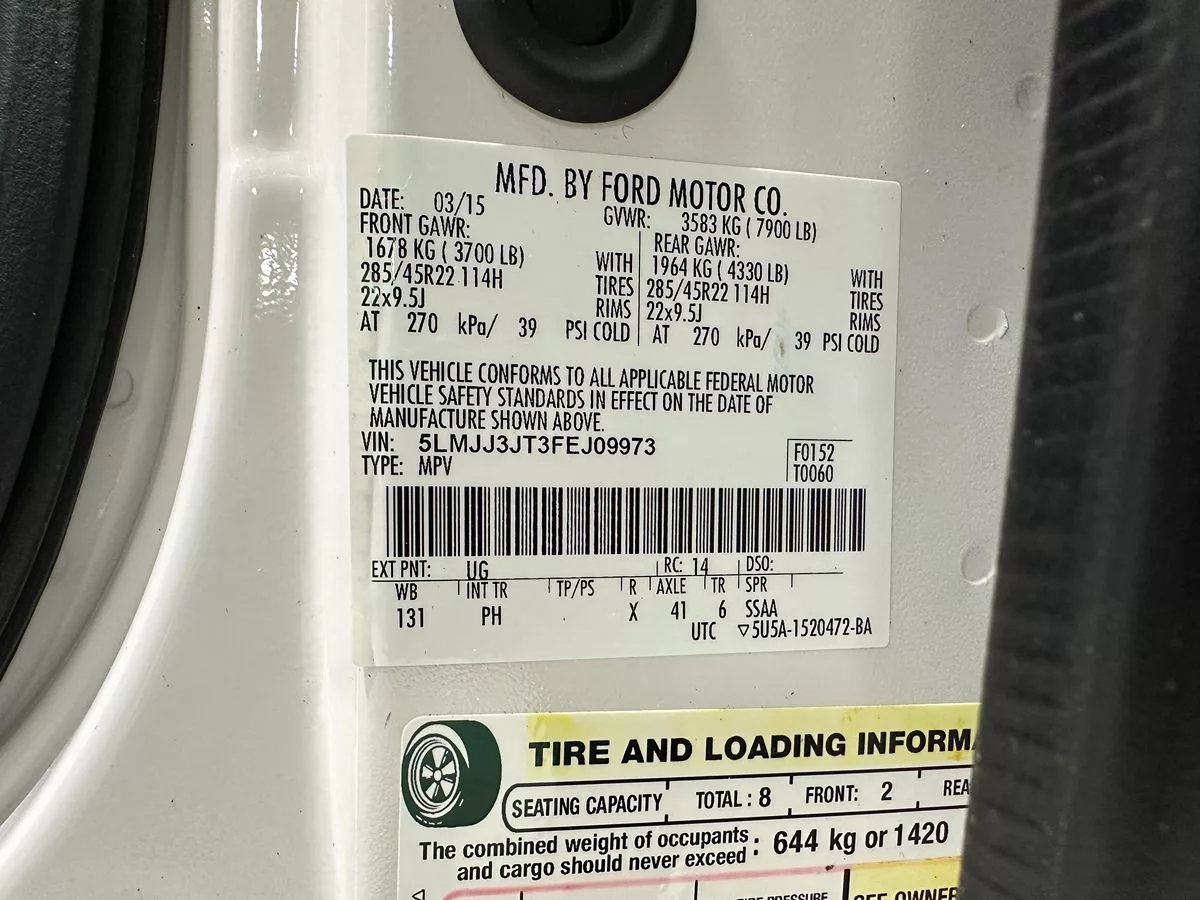 MFD. BY FORD MOTOR CO.
DATE: 03/15 GVWR: 3583 KG ( 7900 LB)
FRONT GAWR: REAR GAWR:
1678 KG ( 3700 LB) WITH 1964 KG ( 4330 LB) WITH
285/45R22 114H TIRES 285/45R22 114H TIRES
22x9.5J RIMS 22x9.5J RIMS
AT 270 kPa/ 39 PSI COLD AT 270 kPa/ 39 PSI COLD
THIS VEHICLE CONFORMS TO ALL APPLICABLE FEDERAL MOTOR
VEHICLE SAFETY STANDARDS IN EFFECT ON THE DATE OF
MANUFACTURE SHOWN ABOVE.
VIN: 5LMJJ3JT3FEJ09973 F0152
TYPE: MPV T0060
EXT PNT: UG RC: 14 DSO:
WB INT TR TP/PS R AXLE TR SPR
131 PH X 41 6 SSAA
UTC ▽5U5A-1520472-BA
TIRE AND LOADING INFORMA
SEATING CAPACITY TOTAL : 8 FRONT: 2 REA
The combined weight of occupants
and cargo should never exceed : 644 kg or 1420
PRESSURE SEE OWNER